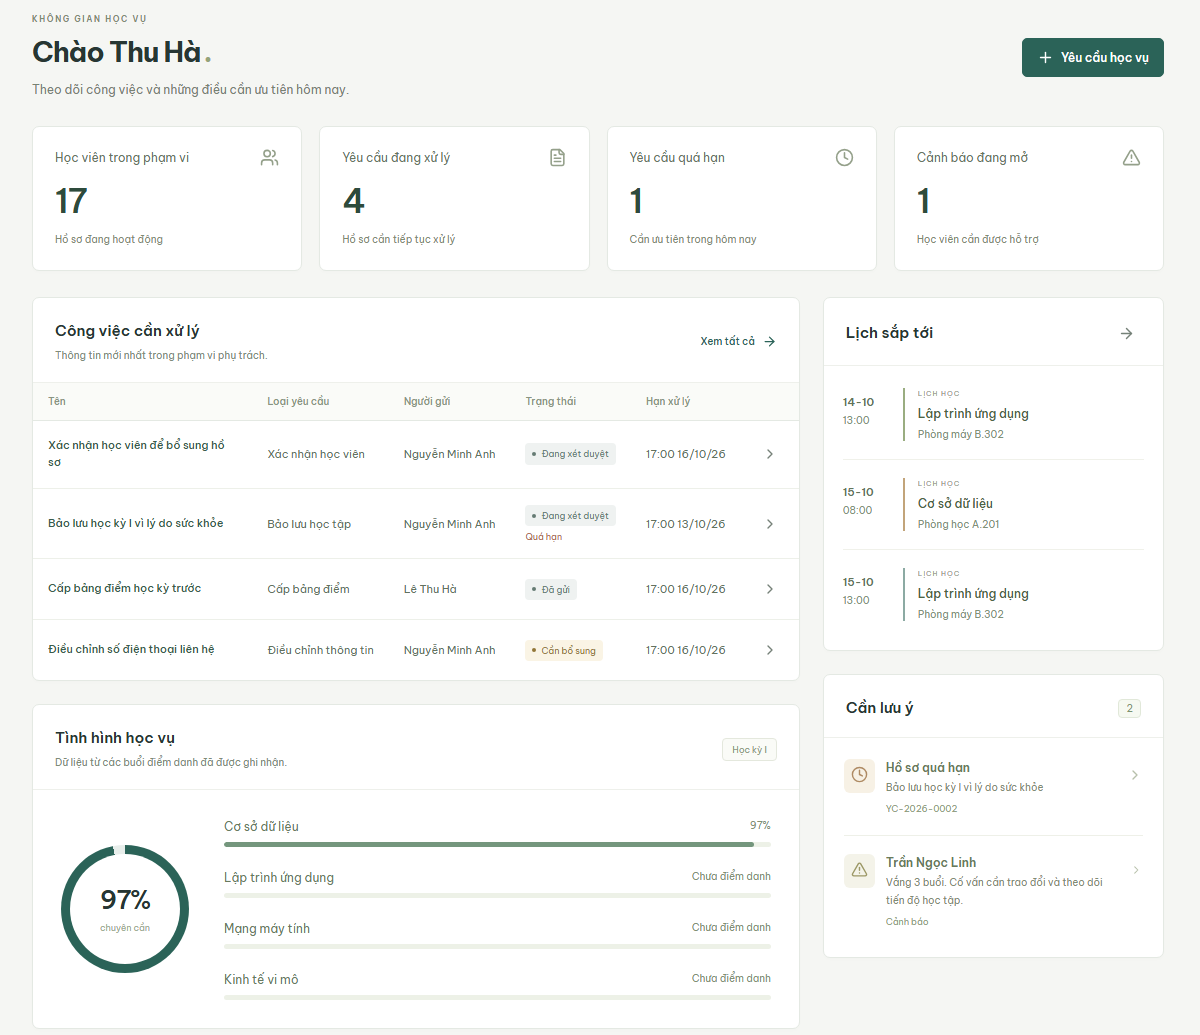 KHÔNG GIAN HỌC VỤ
Chào Thu Hà.
Theo dõi công việc và những điều cần ưu tiên hôm nay.
Yêu cầu học vụ
Học viên trong phạm vi
17
Hồ sơ đang hoạt động
Yêu cầu đang xử lý
4
Hồ sơ cần tiếp tục xử lý
Yêu cầu quá hạn
1
Cần ưu tiên trong hôm nay
Cảnh báo đang mở
1
Học viên cần được hỗ trợ
Công việc cần xử lý
Thông tin mới nhất trong phạm vi phụ trách.
Xem tất cả
Tên Loại yêu cầu Người gửi Trạng thái Hạn xử lý
Xác nhận học viên để bổ sung hồ
sơ
Xác nhận học viên Nguyễn Minh Anh Đang xét duyệt 17:00 16/10/26
Bảo lưu học kỳ I vì lý do sức khỏe Bảo lưu học tập Nguyễn Minh Anh Đang xét duyệt 17:00 13/10/26
Quá hạn
Cấp bảng điểm học kỳ trước Cấp bảng điểm Lê Thu Hà Đã gửi 17:00 16/10/26
Điều chỉnh số điện thoại liên hệ Điều chỉnh thông tin Nguyễn Minh Anh Cần bổ sung 17:00 16/10/26
Tình hình học vụ
Dữ liệu từ các buổi điểm danh đã được ghi nhận.
Học kỳ I
97%
chuyên cần
Cơ sở dữ liệu 97%
Lập trình ứng dụng Chưa điểm danh
Mạng máy tính Chưa điểm danh
Kinh tế vi mô Chưa điểm danh
Lịch sắp tới
14-10
13:00
LỊCH HỌC
Lập trình ứng dụng
Phòng máy B.302
15-10
08:00
LỊCH HỌC
Cơ sở dữ liệu
Phòng học A.201
15-10
13:00
LỊCH HỌC
Lập trình ứng dụng
Phòng máy B.302
Cần lưu ý
2
Hồ sơ quá hạn
Bảo lưu học kỳ I vì lý do sức khỏe
YC-2026-0002
Trần Ngọc Linh
Vắng 3 buổi. Cố vấn cần trao đổi và theo dõi
tiến độ học tập.
Cảnh báo